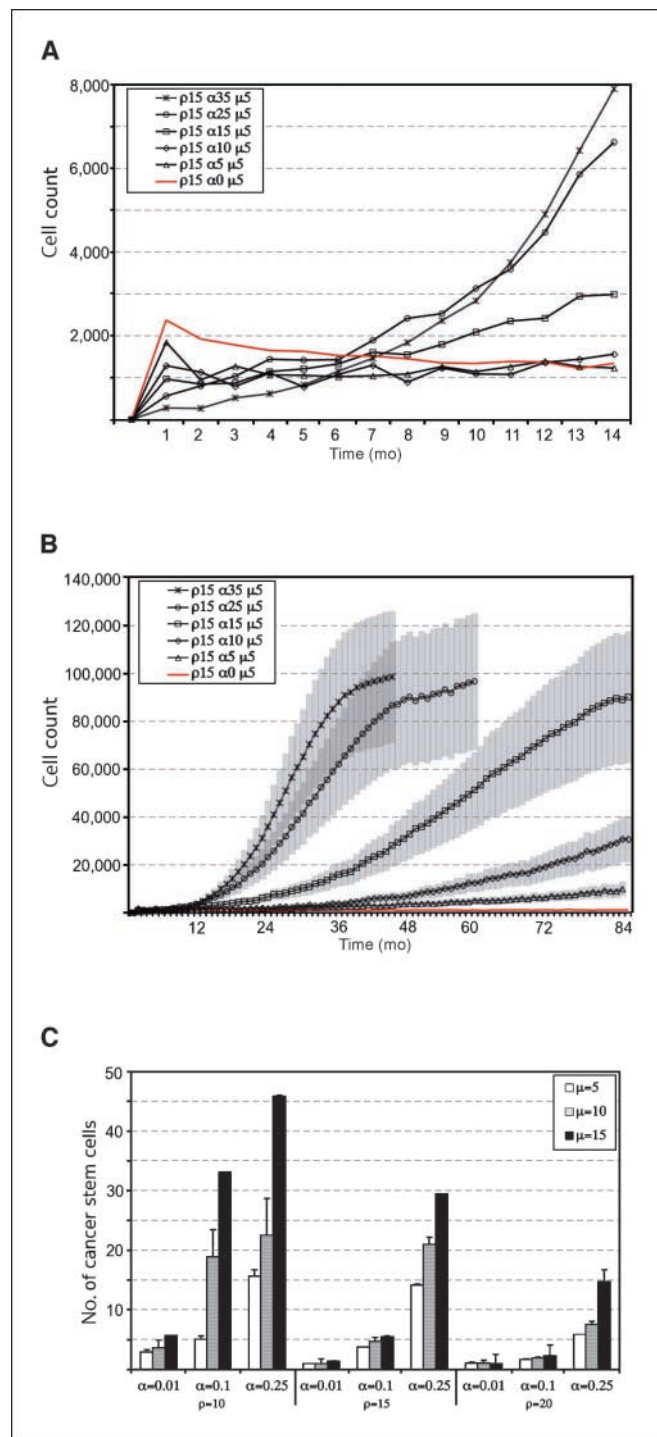 A
8,000
6,000
4,000
2,000
Cell count
ρ15 α35 μ5
ρ15 α25 μ5
ρ15 α15 μ5
ρ15 α10 μ5
ρ15 α5 μ5
ρ15 α0 μ5
1 2 3 4 5 6 7 8 9 10 11 12 13 14
Time (mo)
B
140,000
120,000
100,000
80,000
60,000
40,000
20,000
Cell count
ρ15 α35 μ5
ρ15 α25 μ5
ρ15 α15 μ5
ρ15 α10 μ5
ρ15 α5 μ5
ρ15 α0 μ5
12 24 36 48 60 72 84
Time (mo)
C
50
40
30
20
10
No. of cancer stem cells
μ=5
μ=10
μ=15
α=0.01 α=0.1 α=0.25 α=0.01 α=0.1 α=0.25 α=0.01 α=0.1 α=0.25
ρ=10 ρ=15 ρ=20